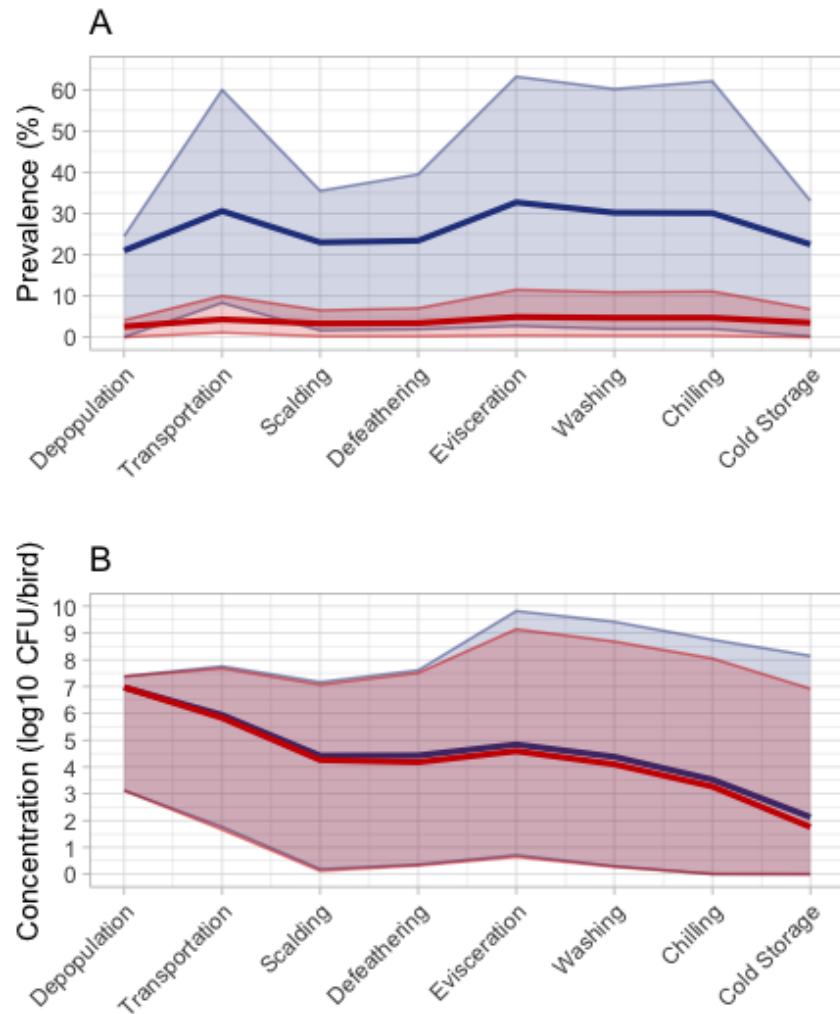 A
Prevalence (%)
60
50
40
30
20
10
0
Depopulation
Transportation
Scalding
Defeathering
Evisceration
Washing
Chilling
Cold Storage
B
Concentration (log10 CFU/bird)
10
9
8
7
6
5
4
3
2
1
0
Depopulation
Transportation
Scalding
Defeathering
Evisceration
Washing
Chilling
Cold Storage